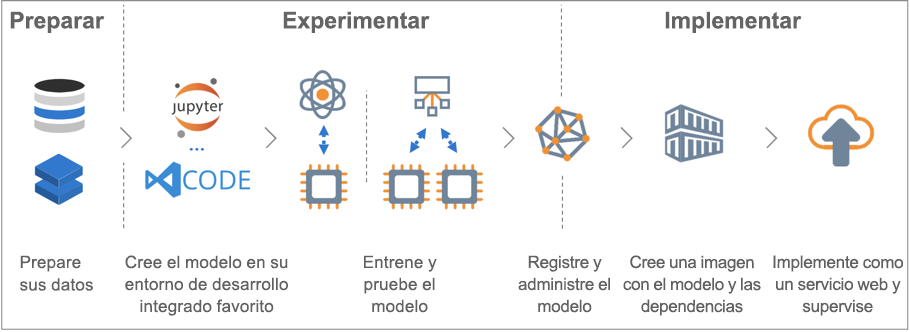 Preparar
Experimentar
Implementar
jupyter
...
CODE
Prepare
sus datos
Cree el modelo en su
entorno de desarrollo
integrado favorito
Entrene y
pruebe el
modelo
Registre y
administre el
modelo
Cree una imagen
con el modelo y las
dependencias
Implemente como
un servicio web y
supervise